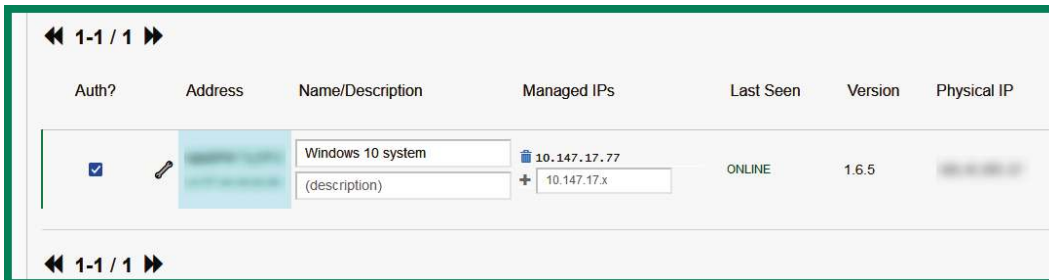 1-1 / 1
Auth? Address Name/Description Managed IPs Last Seen Version Physical IP
Windows 10 system
(description)
10.147.17.77
10.147.17.x
ONLINE
1.6.5
1-1 / 1